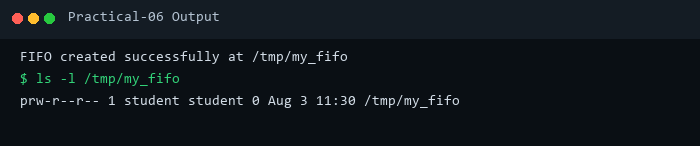 Practical-06 Output
FIFO created successfully at /tmp/my_fifo
$ ls -l /tmp/my_fifo
prw-r--r-- 1 student student 0 Aug 3 11:30 /tmp/my_fifo